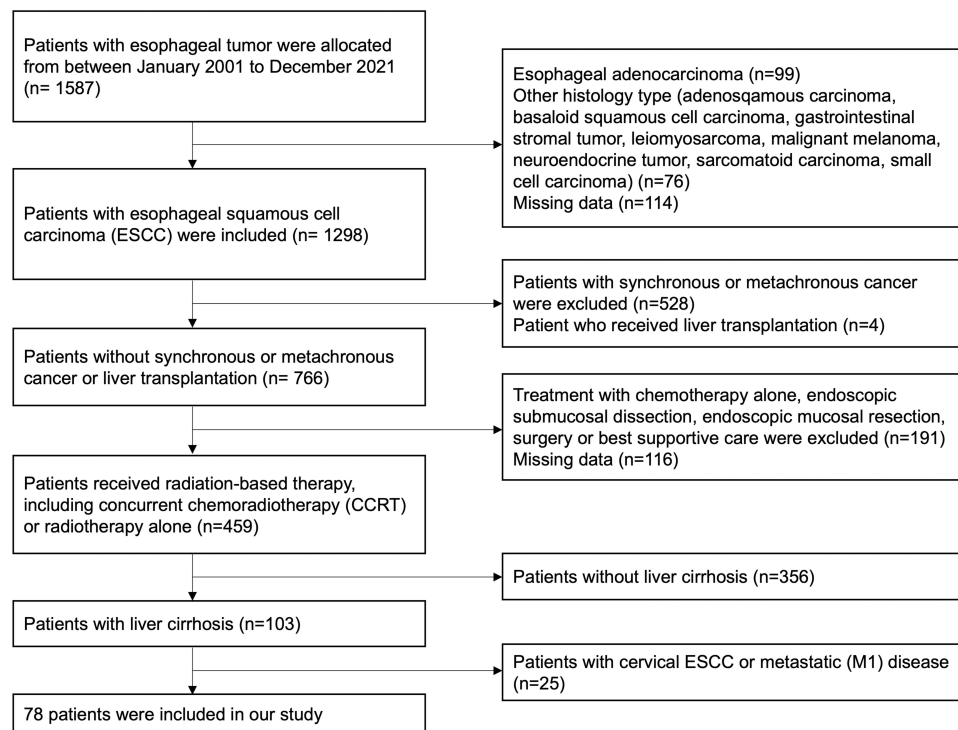 Patients with esophageal tumor were allocated
from between January 2001 to December 2021
(n= 1587)
Esophageal adenocarcinoma (n=99)
Other histology type (adenosqamous carcinoma,
basaloid squamous cell carcinoma, gastrointestinal
stromal tumor, leiomyosarcoma, malignant melanoma,
neuroendocrine tumor, sarcomatoid carcinoma, small
cell carcinoma) (n=76)
Missing data (n=114)
Patients with esophageal squamous cell
carcinoma (ESCC) were included (n= 1298)
Patients with synchronous or metachronous cancer
were excluded (n=528)
Patient who received liver transplantation (n=4)
Patients without synchronous or metachronous
cancer or liver transplantation (n= 766)
Treatment with chemotherapy alone, endoscopic
submucosal dissection, endoscopic mucosal resection,
surgery or best supportive care were excluded (n=191)
Missing data (n=116)
Patients received radiation-based therapy,
including concurrent chemoradiotherapy (CCRT)
or radiotherapy alone (n=459)
Patients without liver cirrhosis (n=356)
Patients with liver cirrhosis (n=103)
Patients with cervical ESCC or metastatic (M1) disease
(n=25)
78 patients were included in our study